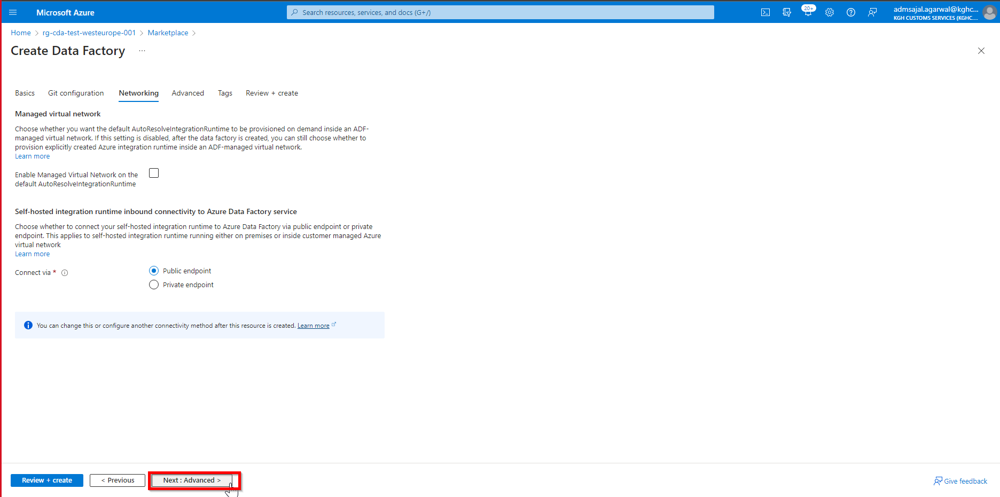 Microsoft Azure
Search resources, services, and docs (G+/)
20+
admsajal.agarwal@kghc...
KGH CUSTOMS SERVICES (KGHC....
Home > rg-cda-test-westeurope-001 > Marketplace >
Create Data Factory ...
Basics Git configuration Networking Advanced Tags Review + create
Managed virtual network
Choose whether you want the default AutoResolveIntegrationRuntime to be provisioned on demand inside an ADF-
managed virtual network. If this setting is disabled, after the data factory is created, you can still choose whether to
provision explicitly created Azure integration runtime inside an ADF-managed virtual network.
Learn more
Enable Managed Virtual Network on the
default AutoResolveIntegrationRuntime
Self-hosted integration runtime inbound connectivity to Azure Data Factory service
Choose whether to connect your self-hosted integration runtime to Azure Data Factory via public endpoint or private
endpoint. This applies to self-hosted integration runtime running either on premises or inside customer managed Azure
virtual network
Learn more
Connect via *
Public endpoint
Private endpoint
You can change this or configure another connectivity method after this resource is created. Learn more
Review + create
< Previous
Next : Advanced >
Give feedback